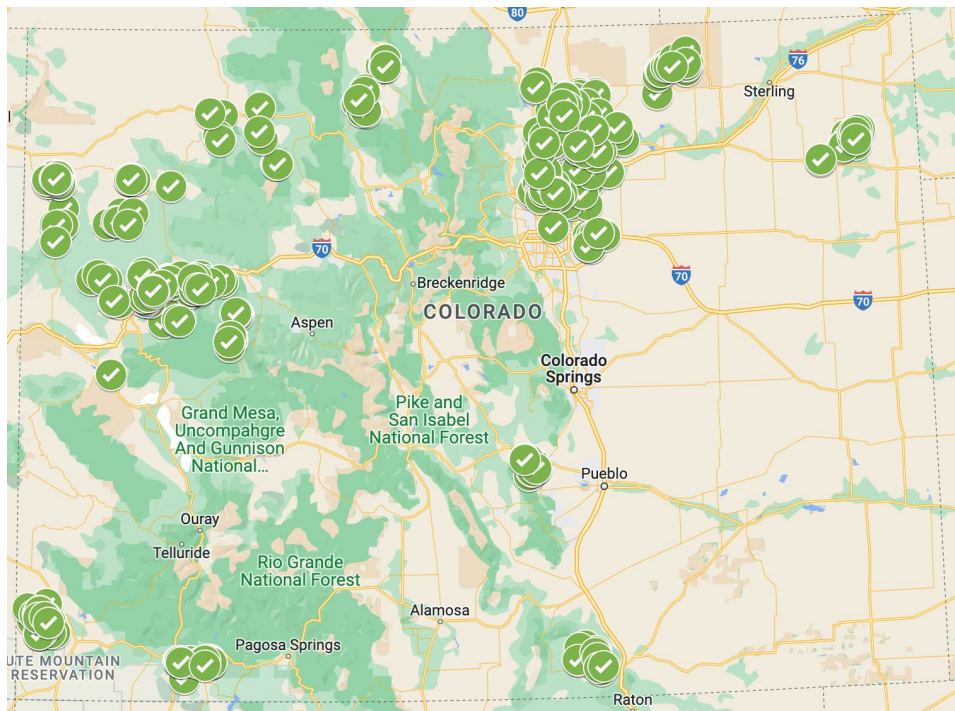 80
76
Sterling
l
70
Breckenridge
70
COLORADO
70
Aspen
Colorado
Springs
Grand Mesa,
Uncompahgre
And Gunnison
National...
Pike and
San Isabel
National Forest
Pueblo
Ouray
Telluride
Rio Grande
National Forest
Alamosa
Pagosa Springs
UTE MOUNTAIN
RESERVATION
Raton